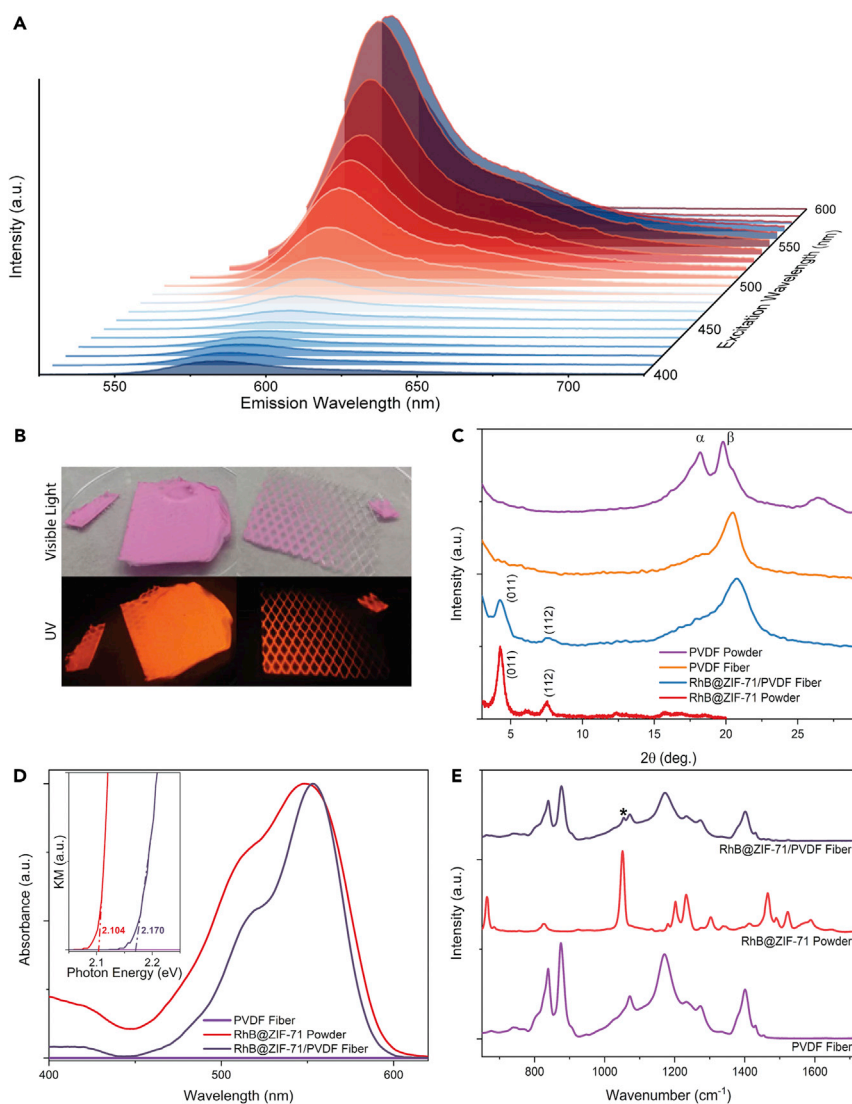 A
Intensity (a.u.)
600
550
500
450
400
Excitation Wavelength (nm)
550
600
650
700
Emission Wavelength (nm)
B
Visible Light
UV
C
α
β
Intensity (a.u.)
(011)
(112)
(011)
(112)
PVDF Powder
PVDF Fiber
RhB@ZIF-71/PVDF Fiber
RhB@ZIF-71 Powder
5
10
15
20
25
2θ (deg.)
D
Absorbance (a.u.)
KM (a.u.)
2.104
2.170
2.1
2.2
Photon Energy (eV)
PVDF Fiber
RhB@ZIF-71 Powder
RhB@ZIF-71/PVDF Fiber
400
500
600
Wavelength (nm)
E
Intensity (a.u.)
*
RhB@ZIF-71/PVDF Fiber
RhB@ZIF-71 Powder
PVDF Fiber
800
1000
1200
1400
1600
Wavenumber (cm⁻¹)